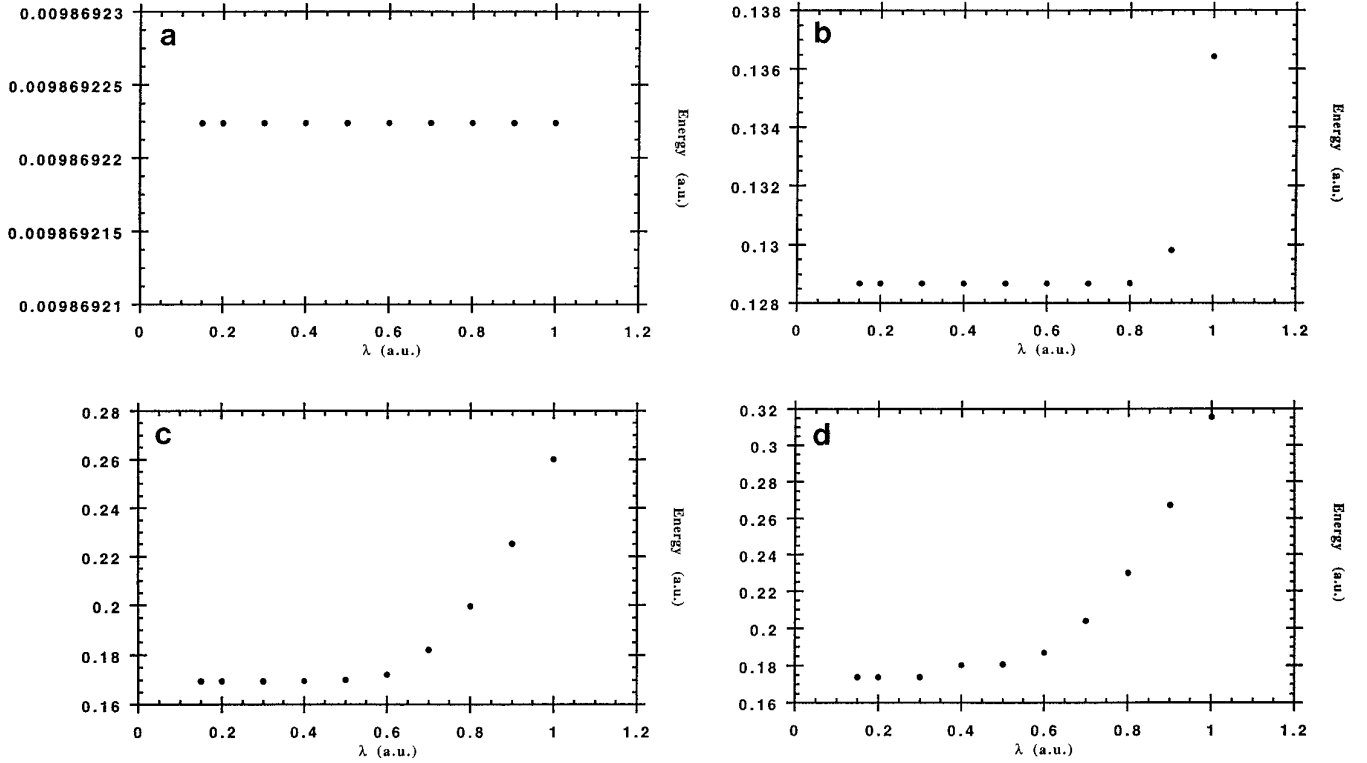 a
0.00986923
0.009869225
0.00986922
0.009869215
0.00986921
0 0.2 0.4 0.6 0.8 1 1.2
λ (a.u.)
Energy (a.u.)
b
0.138
0.136
0.134
0.132
0.13
0.128
0 0.2 0.4 0.6 0.8 1 1.2
λ (a.u.)
Energy (a.u.)
c
0.28
0.26
0.24
0.22
0.2
0.18
0.16
0 0.2 0.4 0.6 0.8 1 1.2
λ (a.u.)
Energy (a.u.)
d
0.32
0.3
0.28
0.26
0.24
0.22
0.2
0.18
0.16
0 0.2 0.4 0.6 0.8 1 1.2
λ (a.u.)
Energy (a.u.)